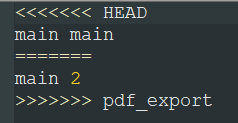 <<<<<<< HEAD
main main
=======
main 2
>>>>>>> pdf_export